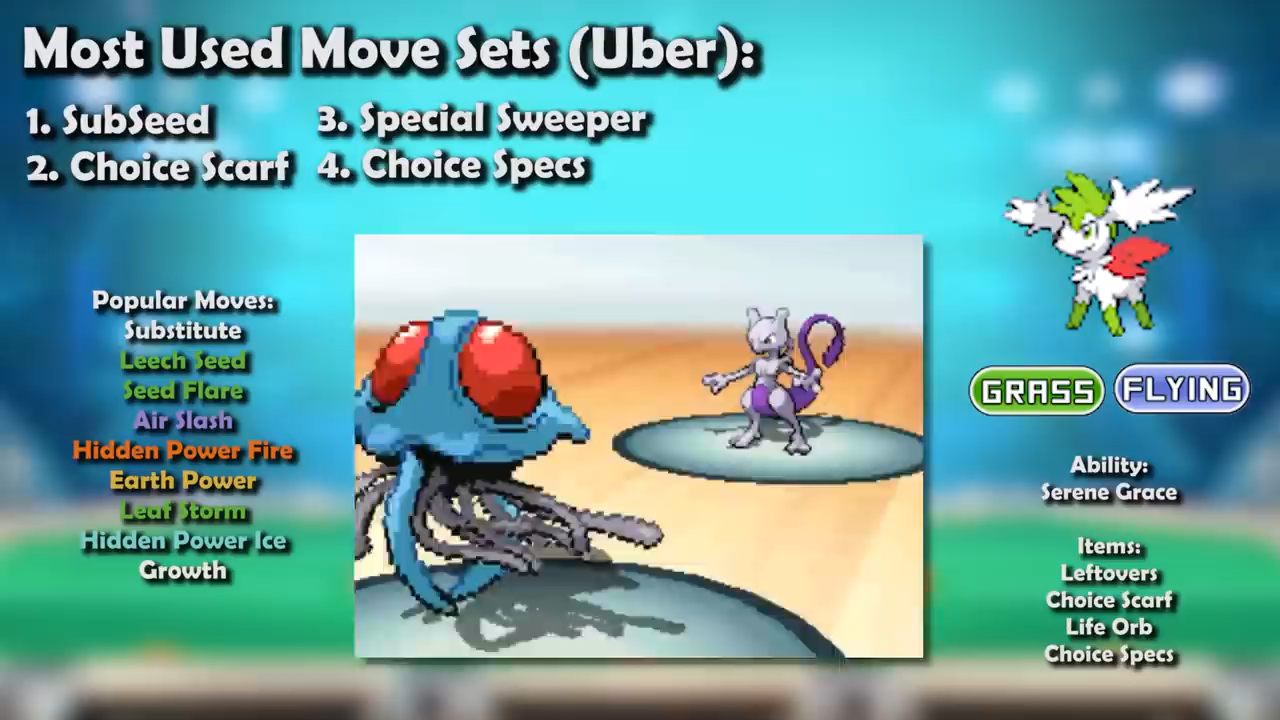 Most Used Move Sets (Uber):
1. SubSeed
2. Choice Scarf
3. Special Sweeper
4. Choice Specs
Popular Moves:
Substitute
Leech Seed
Seed Flare
Air Slash
Hidden Power Fire
Earth Power
Leaf Storm
Hidden Power Ice
Growth
GRASS
FLYING
Ability:
Serene Grace
Items:
Leftovers
Choice Scarf
Life Orb
Choice Specs